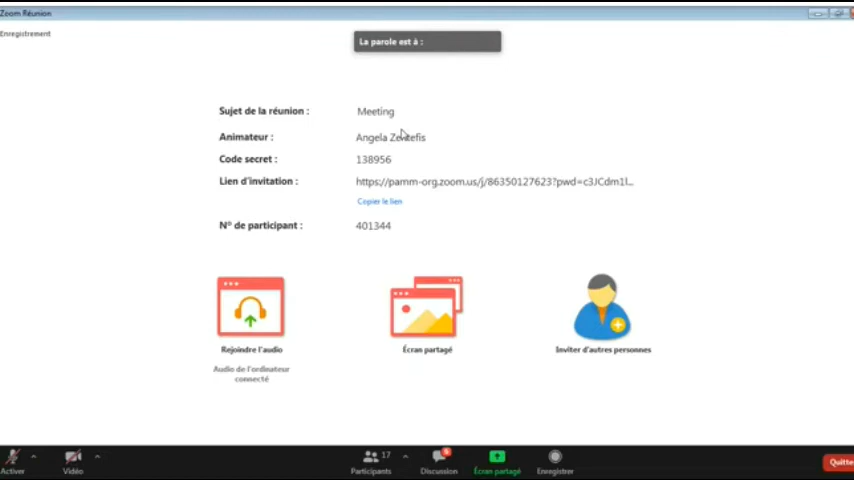 Zoom Réunion
Enregistrement
La parole est à :
Sujet de la réunion : Meeting
Animateur : Angela
Code secret : 138956
Lien d'invitation : https://pamm-org.zoom.us/j/86350127623?pwd=c3JCdm1l...
Copier le lien
N° de participant : 401344
Rejoindre l'audio
Écran partagé
Inviter d'autres personnes
Audio de l'ordinateur
connecté
17
Activer
Vidéo
Participants
Discussion
Écran partagé
Enregistrer
Quitte